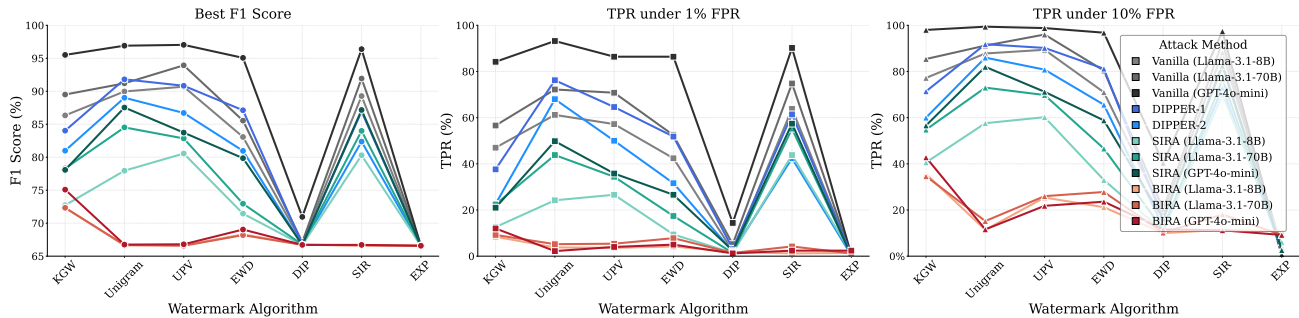 Best F1 Score
F1 Score (%)
100
95
90
85
80
75
70
65
KGW
Unigram
UPV
EWD
DIP
SIR
EXP
Watermark Algorithm
TPR under 1% FPR
TPR (%)
100
80
60
40
20
0
KGW
Unigram
UPV
EWD
DIP
SIR
EXP
Watermark Algorithm
TPR under 10% FPR
TPR (%)
100
80
60
40
20
0%
KGW
Unigram
UPV
EWD
DIP
SIR
EXP
Watermark Algorithm
Attack Method
Vanilla (Llama-3.1-8B)
Vanilla (Llama-3.1-70B)
Vanilla (GPT-4o-mini)
DIPPER-1
DIPPER-2
SIRA (Llama-3.1-8B)
SIRA (Llama-3.1-70B)
SIRA (GPT-4o-mini)
BIRA (Llama-3.1-8B)
BIRA (Llama-3.1-70B)
BIRA (GPT-4o-mini)